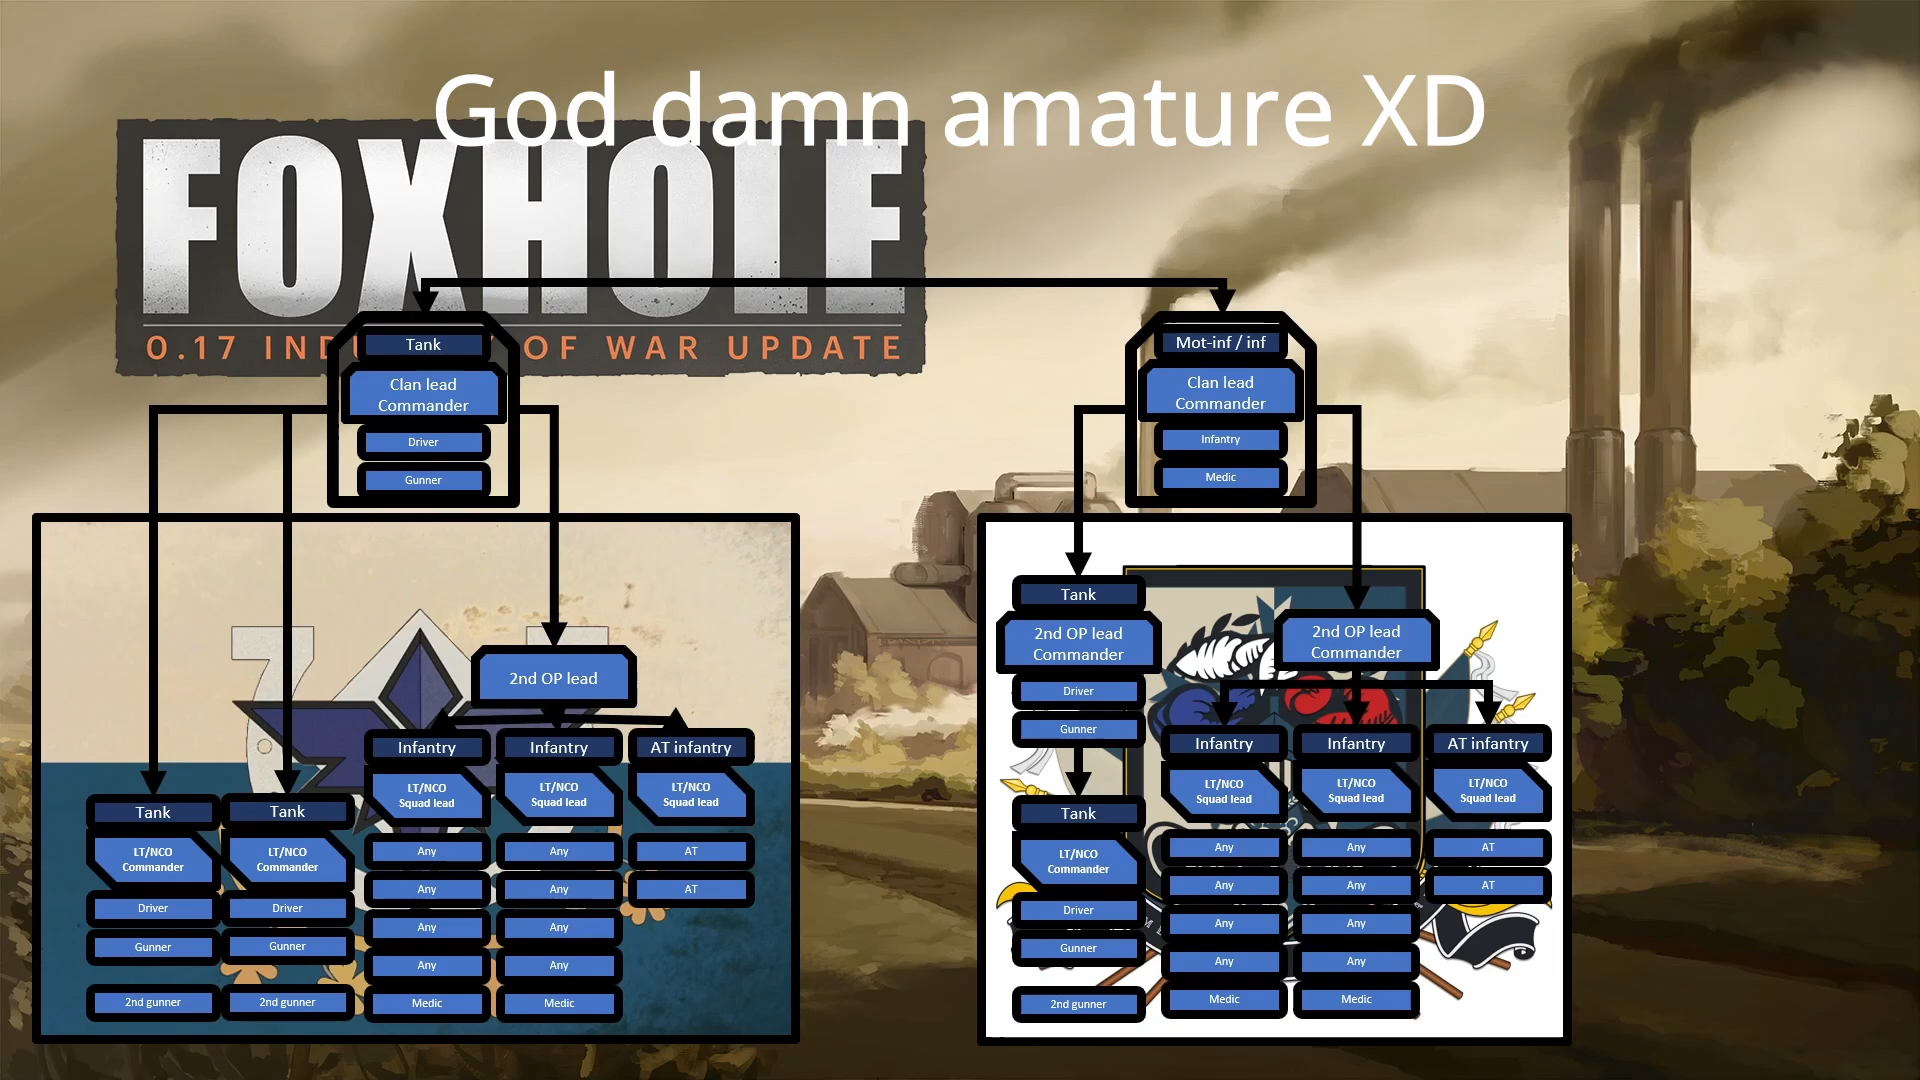 God damn amature XD
FOXHOLE
0.17 IND OF WAR UPDATE
Tank
Clan lead
Commander
Driver
Gunner
Mot-inf / inf
Clan lead
Commander
Infantry
Medic
2nd OP lead
Tank
LT/NCO
Commander
Driver
Gunner
2nd gunner
Tank
LT/NCO
Commander
Driver
Gunner
2nd gunner
Infantry
LT/NCO
Squad lead
Any
Any
Any
Any
Medic
Infantry
LT/NCO
Squad lead
Any
Any
Any
Any
Medic
AT infantry
LT/NCO
Squad lead
AT
AT
Tank
2nd OP lead
Commander
Driver
Gunner
Tank
LT/NCO
Commander
Driver
Gunner
2nd gunner
2nd OP lead
Commander
Infantry
LT/NCO
Squad lead
Any
Any
Any
Any
Medic
Infantry
LT/NCO
Squad lead
Any
Any
Any
Any
Medic
AT infantry
LT/NCO
Squad lead
AT
AT